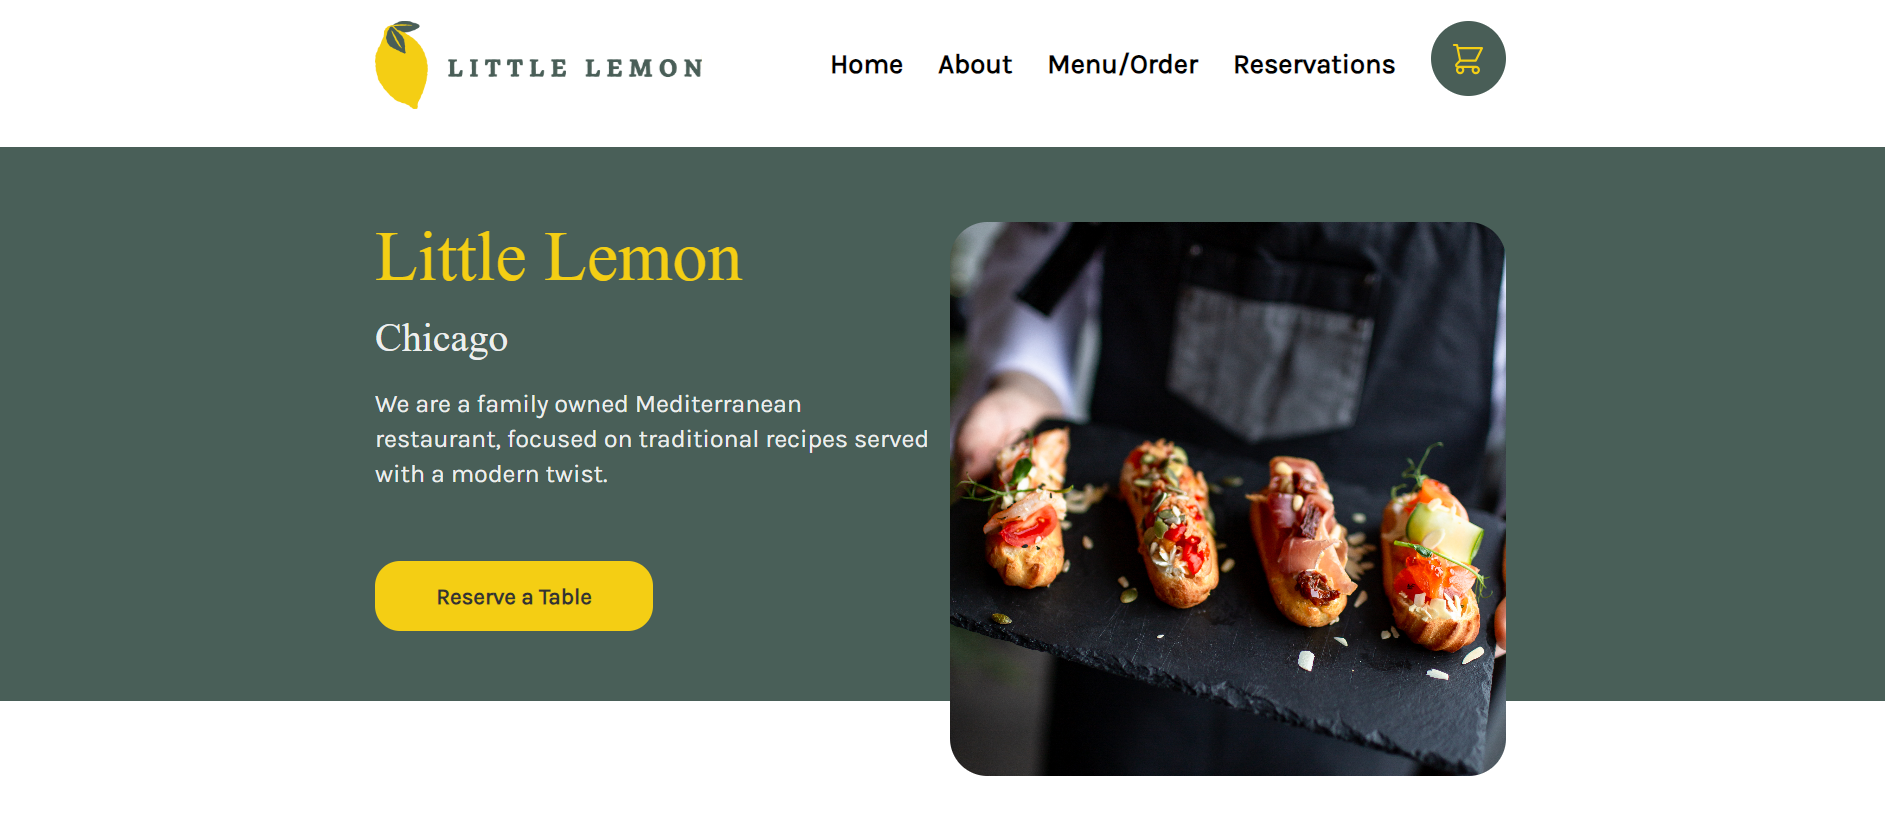 LITTLE LEMON
Home About Menu/Order Reservations
Little Lemon
Chicago
We are a family owned Mediterranean
restaurant, focused on traditional recipes served
with a modern twist.
Reserve a Table